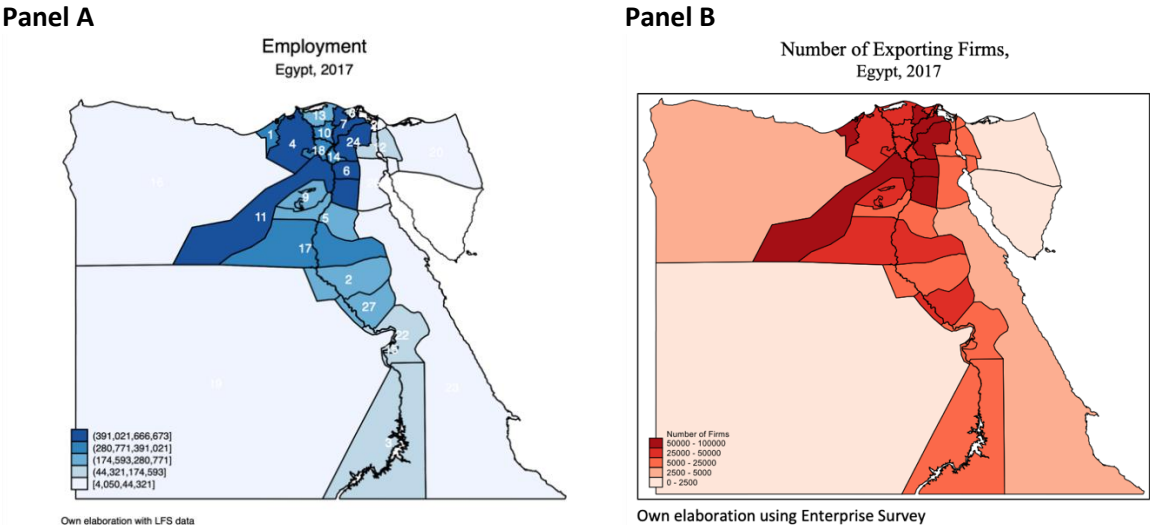 Panel A
Employment
Egypt, 2017
13
7
1
4
10
24
18
14
6
9
11
5
17
2
27
22
19
23
(391,021,666,673]
(280,771,391,021]
(174,593,280,771]
(44,321,174,593]
[4,050,44,321]
Own elaboration with LFS data
Panel B
Number of Exporting Firms,
Egypt, 2017
Number of Firms
50000 - 100000
25000 - 50000
5000 - 25000
2500 - 5000
0 - 2500
Own elaboration using Enterprise Survey